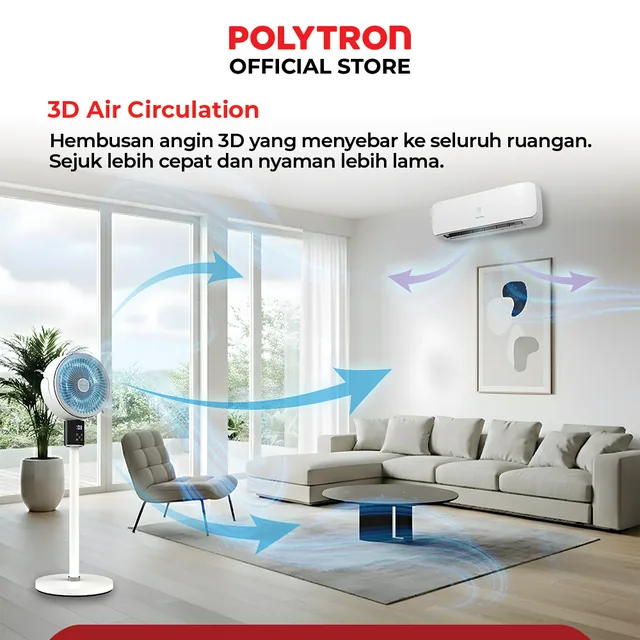 POLYTRON
OFFICIAL STORE
3D Air Circulation
Hembusan angin 3D yang menyebar ke seluruh ruangan.
Sejuk lebih cepat dan nyaman lebih lama.